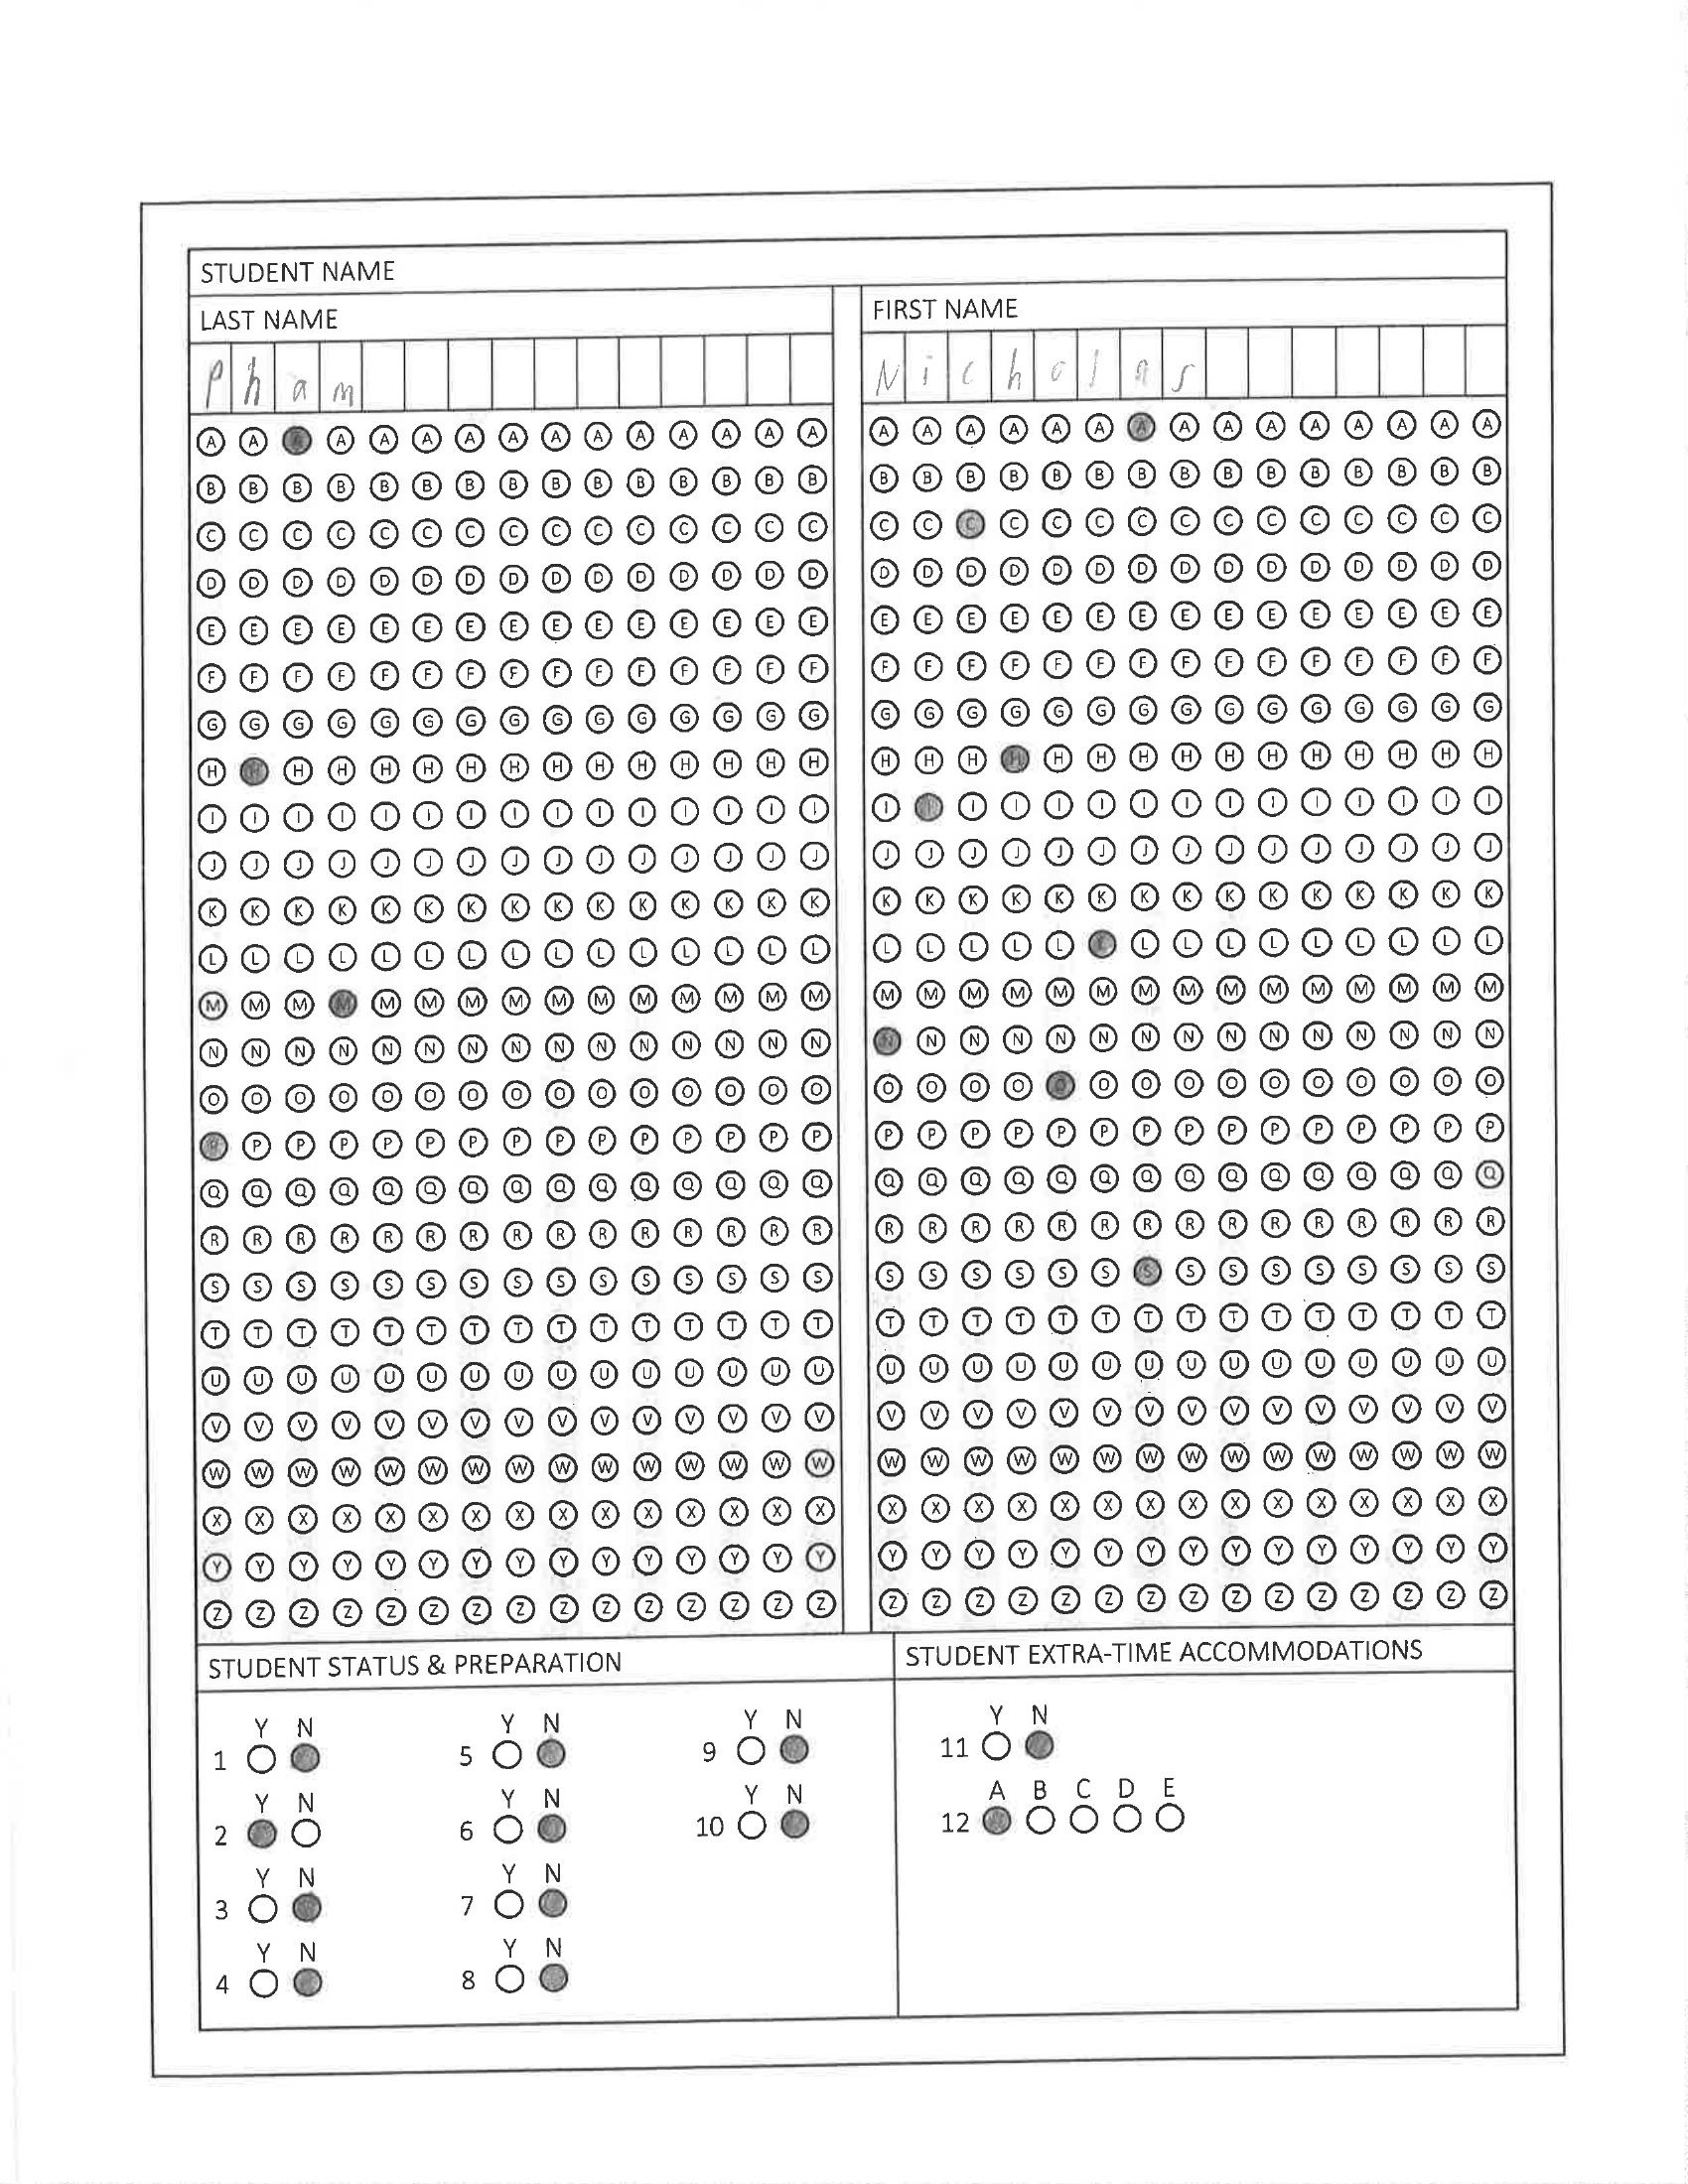 STUDENT NAME
LAST NAME FIRST NAME
Pham Nicholas
A A A A A A A A A A A A A A A A A A A A A A A A A A A A A A
B B B B B B B B B B B B B B B B B B B B B B B B B B B B B B
C C C C C C C C C C C C C C C C C C C C C C C C C C C C C C
D D D D D D D D D D D D D D D D D D D D D D D D D D D D D D
E E E E E E E E E E E E E E E E E E E E E E E E E E E E E E
F F F F F F F F F F F F F F F F F F F F F F F F F F F F F F
G G G G G G G G G G G G G G G G G G G G G G G G G G G G G G
H H H H H H H H H H H H H H H H H H H H H H H H H H H H H H
I I I I I I I I I I I I I I I I I I I I I I I I I I I I I I
J J J J J J J J J J J J J J J J J J J J J J J J J J J J J J
K K K K K K K K K K K K K K K K K K K K K K K K K K K K K K
L L L L L L L L L L L L L L L L L L L L L L L L L L L L L L
M M M M M M M M M M M M M M M M M M M M M M M M M M M M M M
N N N N N N N N N N N N N N N N N N N N N N N N N N N N N N
O O O O O O O O O O O O O O O O O O O O O O O O O O O O O O
P P P P P P P P P P P P P P P P P P P P P P P P P P P P P P
Q Q Q Q Q Q Q Q Q Q Q Q Q Q Q Q Q Q Q Q Q Q Q Q Q Q Q Q Q Q
R R R R R R R R R R R R R R R R R R R R R R R R R R R R R R
S S S S S S S S S S S S S S S S S S S S S S S S S S S S S S
T T T T T T T T T T T T T T T T T T T T T T T T T T T T T T
U U U U U U U U U U U U U U U U U U U U U U U U U U U U U U
V V V V V V V V V V V V V V V V V V V V V V V V V V V V V V
W W W W W W W W W W W W W W W W W W W W W W W W W W W W W W
X X X X X X X X X X X X X X X X X X X X X X X X X X X X X X
Y Y Y Y Y Y Y Y Y Y Y Y Y Y Y Y Y Y Y Y Y Y Y Y Y Y Y Y Y Y
Z Z Z Z Z Z Z Z Z Z Z Z Z Z Z Z Z Z Z Z Z Z Z Z Z Z Z Z Z Z
STUDENT STATUS & PREPARATION STUDENT EXTRA-TIME ACCOMMODATIONS
Y N Y N Y N Y N
1 5 9 11
Y N Y N Y N A B C D E
2 6 10 12
Y N Y N
3 7
Y N Y N
4 8